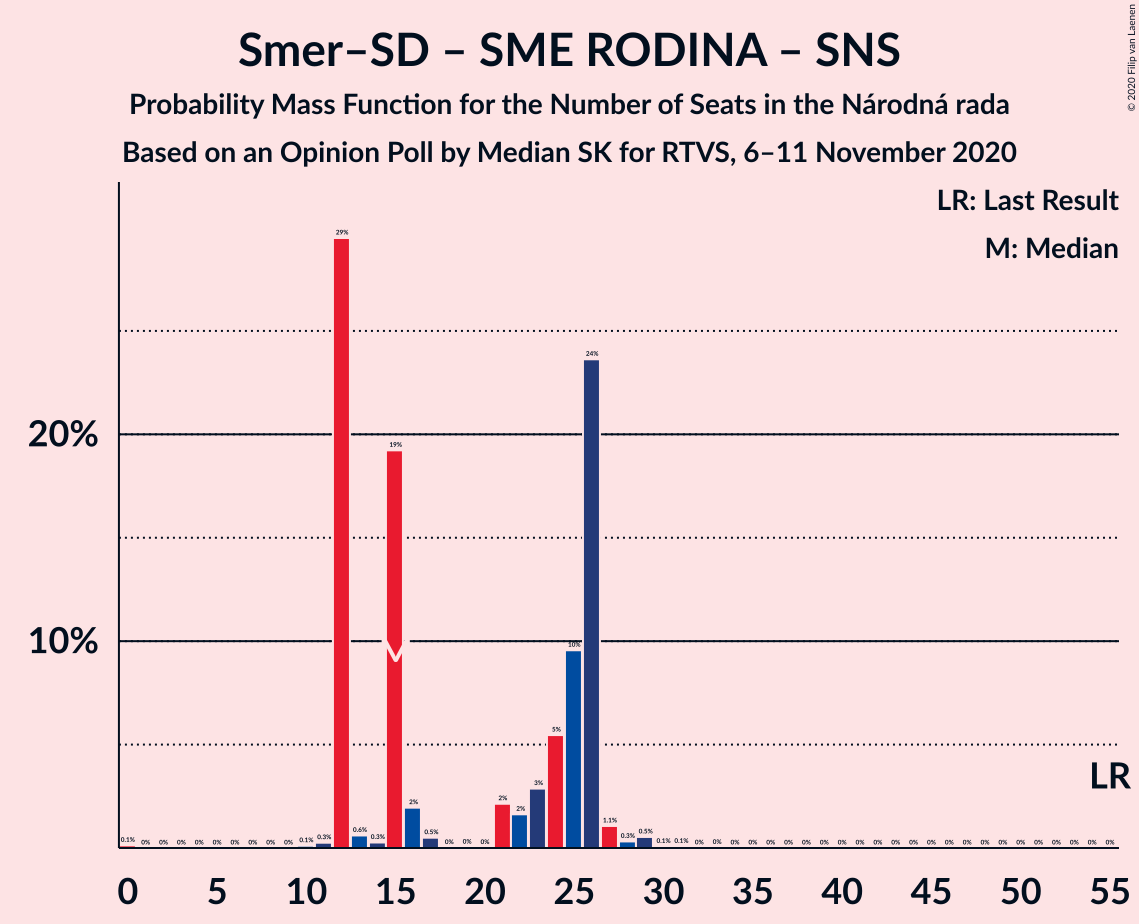 Smer–SD – SME RODINA – SNS
Probability Mass Function for the Number of Seats in the Národná rada
Based on an Opinion Poll by Median SK for RTVS, 6–11 November 2020
© 2020 Filip van Laenen
LR: Last Result
M: Median
29%
24%
20%
19%
10%
10%
5%
3%
2%
2%
2%
1.1%
LR
0.1% 0% 0% 0% 0% 0% 0% 0% 0% 0% 0.1% 0.3% 0.6% 0.3% 0.5% 0% 0% 0% 0.3% 0.5% 0.1% 0.1% 0% 0% 0% 0% 0% 0% 0% 0% 0% 0% 0% 0% 0% 0% 0% 0% 0% 0% 0% 0% 0% 0% 0% 0%
0 5 10 15 20 25 30 35 40 45 50 55